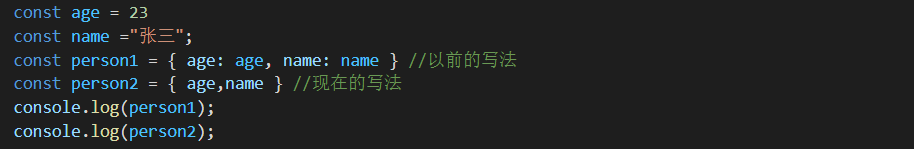 const age = 23
const name ="张三";
const person1 = { age: age, name: name } //以前的写法
const person2 = { age,name } //现在的写法
console.log(person1);
console.log(person2);